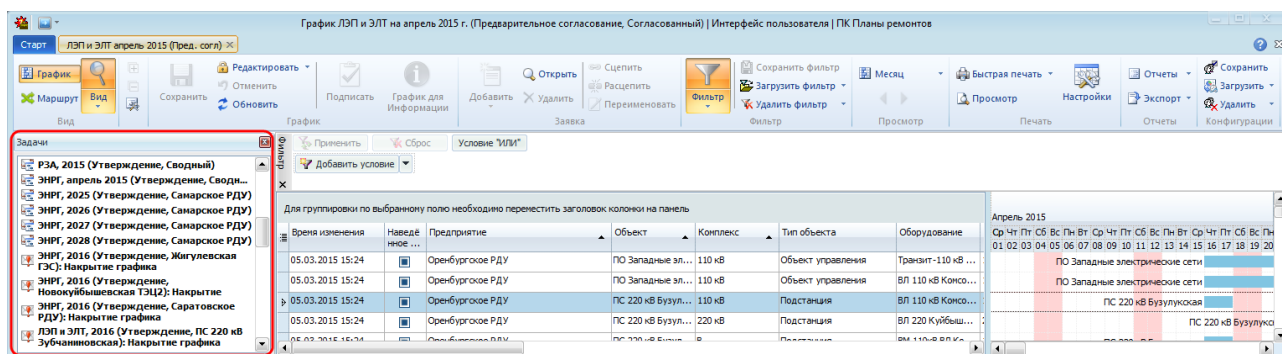 График ЛЭП и ЭЛТ на апрель 2015 г. (Предварительное согласование, Согласованный) | Интерфейс пользователя | ПК Планы ремонтов
Старт ЛЭП и ЭЛТ апрель 2015 (Пред. согл)
График
Маршрут
Вид
Вид
Сохранить
Редактировать
Отменить
Обновить
Подписать
График для Информации
График
Добавить
Открыть
Удалить
Сцепить
Расцепить
Переименовать
Заявка
Фильтр
Сохранить фильтр
Загрузить фильтр
Удалить фильтр
Фильтр
Месяц
Просмотр
Быстрая печать
Просмотр
Настройки
Печать
Отчеты
Экспорт
Отчеты
Сохранить
Загрузить
Удалить
Конфигурации
Задачи
РЗА, 2015 (Утверждение, Сводный)
ЭНРГ, апрель 2015 (Утверждение, Сводн...
ЭНРГ, 2025 (Утверждение, Самарское РДУ)
ЭНРГ, 2026 (Утверждение, Самарское РДУ)
ЭНРГ, 2027 (Утверждение, Самарское РДУ)
ЭНРГ, 2028 (Утверждение, Самарское РДУ)
ЭНРГ, 2016 (Утверждение, Жигулевская
ГЭС): Накрытие графика
ЭНРГ, 2016 (Утверждение,
Новокуйбышевская ТЭЦ2): Накрытие
ЭНРГ, 2016 (Утверждение, Саратовское
РДУ): Накрытие графика
ЛЭП и ЭЛТ, 2016 (Утверждение, ПС 220 кВ
Зубчаниновская): Накрытие графика
Фильтр
Применить Сброс Условие "ИЛИ"
Добавить условие
Для группировки по выбранному полю необходимо переместить заголовок колонки на панель
Время изменения Наведё нное ... Предприятие Объект Комплекс Тип объекта Оборудование
05.03.2015 15:24 Оренбургское РДУ ПО Западные эл... 110 кВ Объект управления Транзит-110 кВ ...
05.03.2015 15:24 Оренбургское РДУ ПО Западные эл... 110 кВ Объект управления ВЛ 110 кВ Консо...
05.03.2015 15:24 Оренбургское РДУ ПС 220 кВ Бузул... 110 кВ Подстанция ВЛ 110 кВ Консо...
05.03.2015 15:24 Оренбургское РДУ ПС 220 кВ Бузул... 220 кВ Подстанция ВЛ 220 Куйбыш...
Апрель 2015
Ср Чт Пт Сб Вс Пн Вт Ср Чт Пт Сб Вс Пн Вт Ср Чт Пт Сб Вс Пн
01 02 03 04 05 06 07 08 09 10 11 12 13 14 15 16 17 18 19 20
ПО Западные электрические сети
ПО Западные электрические сети
ПС 220 кВ Бузулукская
ПС 220 кВ Бузулукс